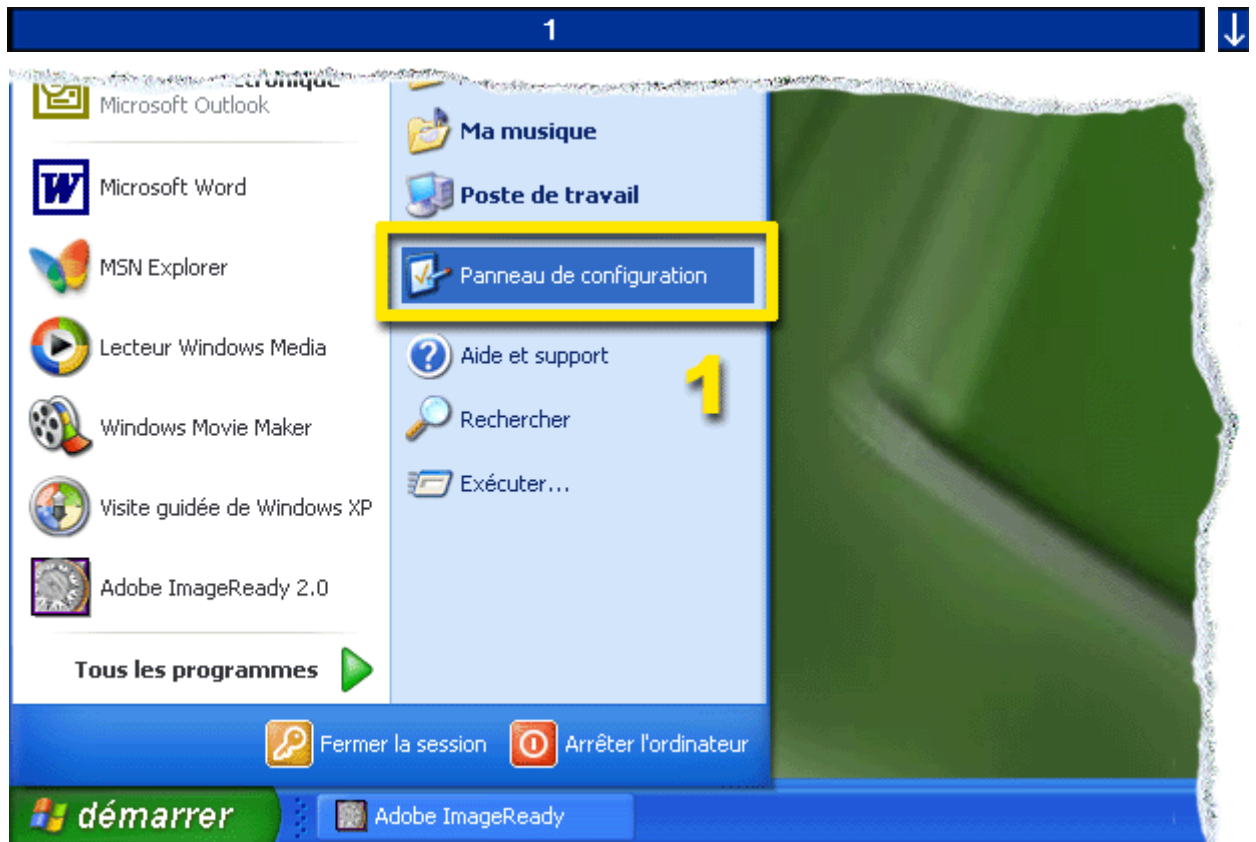 1
↓
Microsoft Outlook
Microsoft Word
MSN Explorer
Lecteur Windows Media
Windows Movie Maker
Visite guidée de Windows XP
Adobe ImageReady 2.0
Tous les programmes
Ma musique
Poste de travail
Panneau de configuration
1
Aide et support
Rechercher
Exécuter...
Fermer la session
Arrêter l'ordinateur
démarrer
Adobe ImageReady